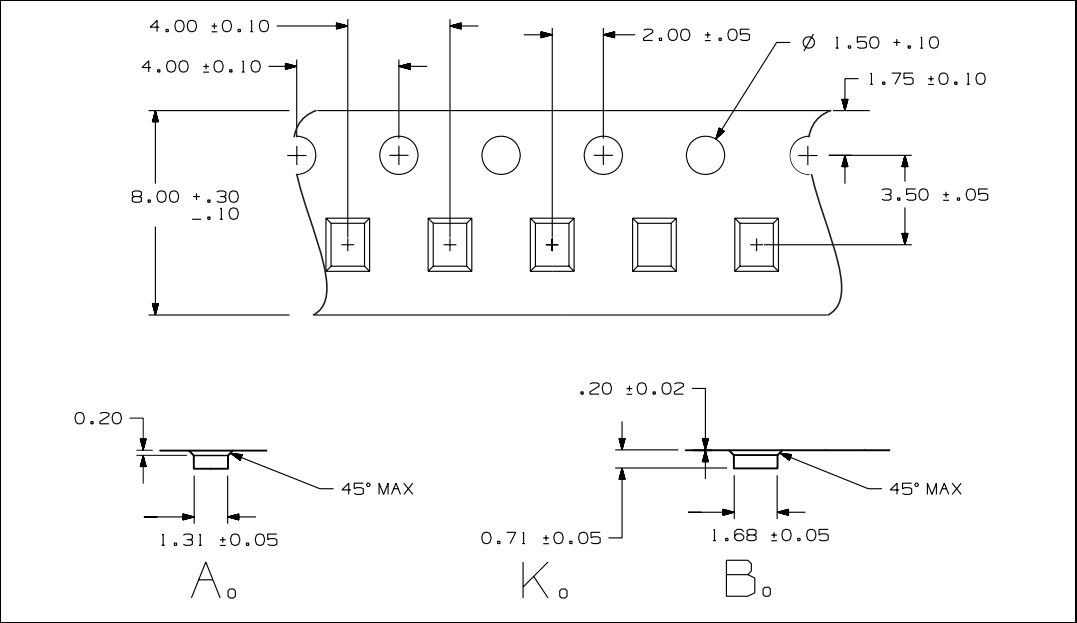 4.00 ±0.10
2.00 ±.05
Ø 1.50 +.10
4.00 ±0.10
1.75 ±0.10
8.00 +.30
-.10
3.50 ±.05
.20 ±0.02
0.20
45° MAX
45° MAX
1.31 ±0.05
0.71 ±0.05
1.68 ±0.05
A₀
K₀
B₀